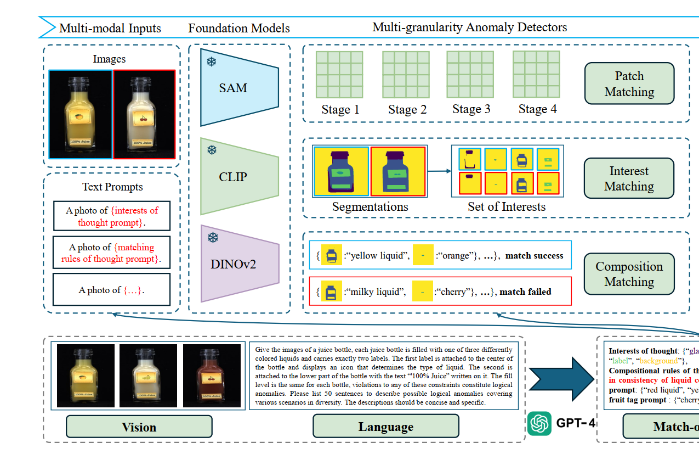 Multi-modal Inputs
Foundation Models
Multi-granularity Anomaly Detectors
Images
Text Prompts
A photo of {interests of
thought prompt}.
A photo of {matching
rules of thought prompt}.
A photo of {…}.
SAM
CLIP
DINOv2
Stage 1
Stage 2
Stage 3
Stage 4
Patch
Matching
Segmentations
Set of Interests
Interest
Matching
{ :“yellow liquid”, :“orange”}, …}, match success
{ :“milky liquid”, :“cherry”}, …}, match failed
Composition
Matching
Give the images of a juice bottle, each juice bottle is filled with one of three differently
colored liquids and carries exactly two labels. The first label is attached to the center of
the bottle and displays an icon that determines the type of liquid. The second is
attached to the lower part of the bottle with the text “100% Juice” written on it. The fill
level is the same for each bottle, violations to any of these constraints constitute logical
anomalies. Please list 50 sentences to describe possible logical anomalies covering
various scenarios in diversity. The descriptions should be concise and specific.
Vision
Language
GPT-4
Interests of thought. {“gla
“label”, “background”}.
Compositional rules of th
in consistency of liquid c
prompt. {“red liquid”, “ye
fruit tag prompt : {“cherry
Match-o